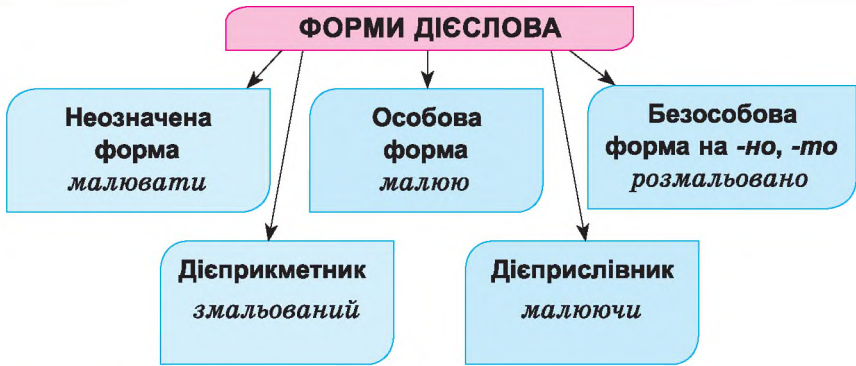 ФОРМИ ДІЄСЛОВА
Неозначена
форма
малювати
Особова
форма
малюю
Безособова
форма на -но, -то
розмальовано
Дієприкметник
змальований
Дієприслівник
малюючи